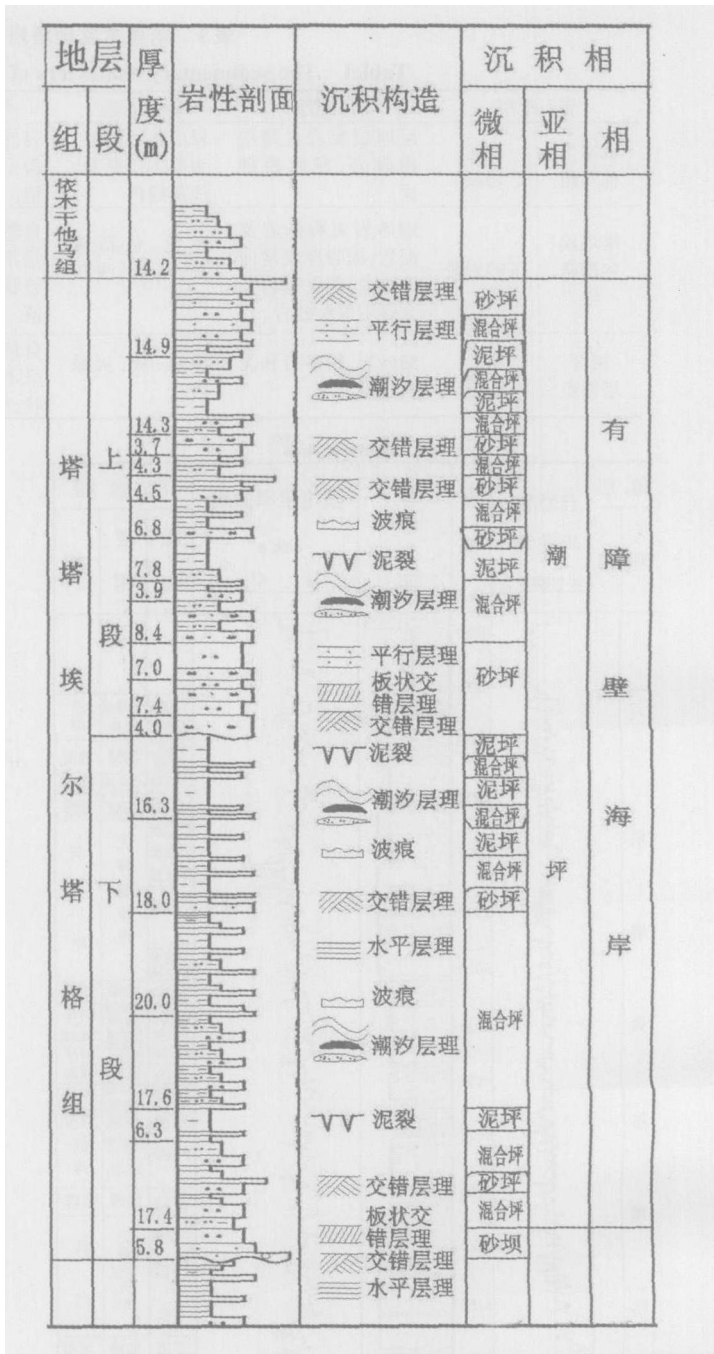 地层
厚度(m)
岩性剖面
沉积构造
沉积相
组
段
微相
亚相
相
依木干他乌组
塔塔埃尔塔格组
上段
下段
14.2
14.9
14.3
3.7
4.3
4.5
6.8
7.8
3.9
8.4
7.0
7.4
4.0
16.3
18.0
20.0
17.6
6.3
17.4
5.8
交错层理
平行层理
潮汐层理
交错层理
交错层理
波痕
泥裂
潮汐层理
平行层理
板状交
错层理
交错层理
泥裂
潮汐层理
波痕
交错层理
水平层理
波痕
潮汐层理
泥裂
交错层理
板状交
错层理
交错层理
水平层理
砂坪
混合坪
泥坪
混合坪
泥坪
混合坪
砂坪
混合坪
砂坪
混合坪
砂坪
泥坪
混合坪
砂坪
泥坪
混合坪
泥坪
混合坪
泥坪
混合坪
砂坪
混合坪
泥坪
混合坪
砂坪
混合坪
砂坝
潮坪
有障壁海岸